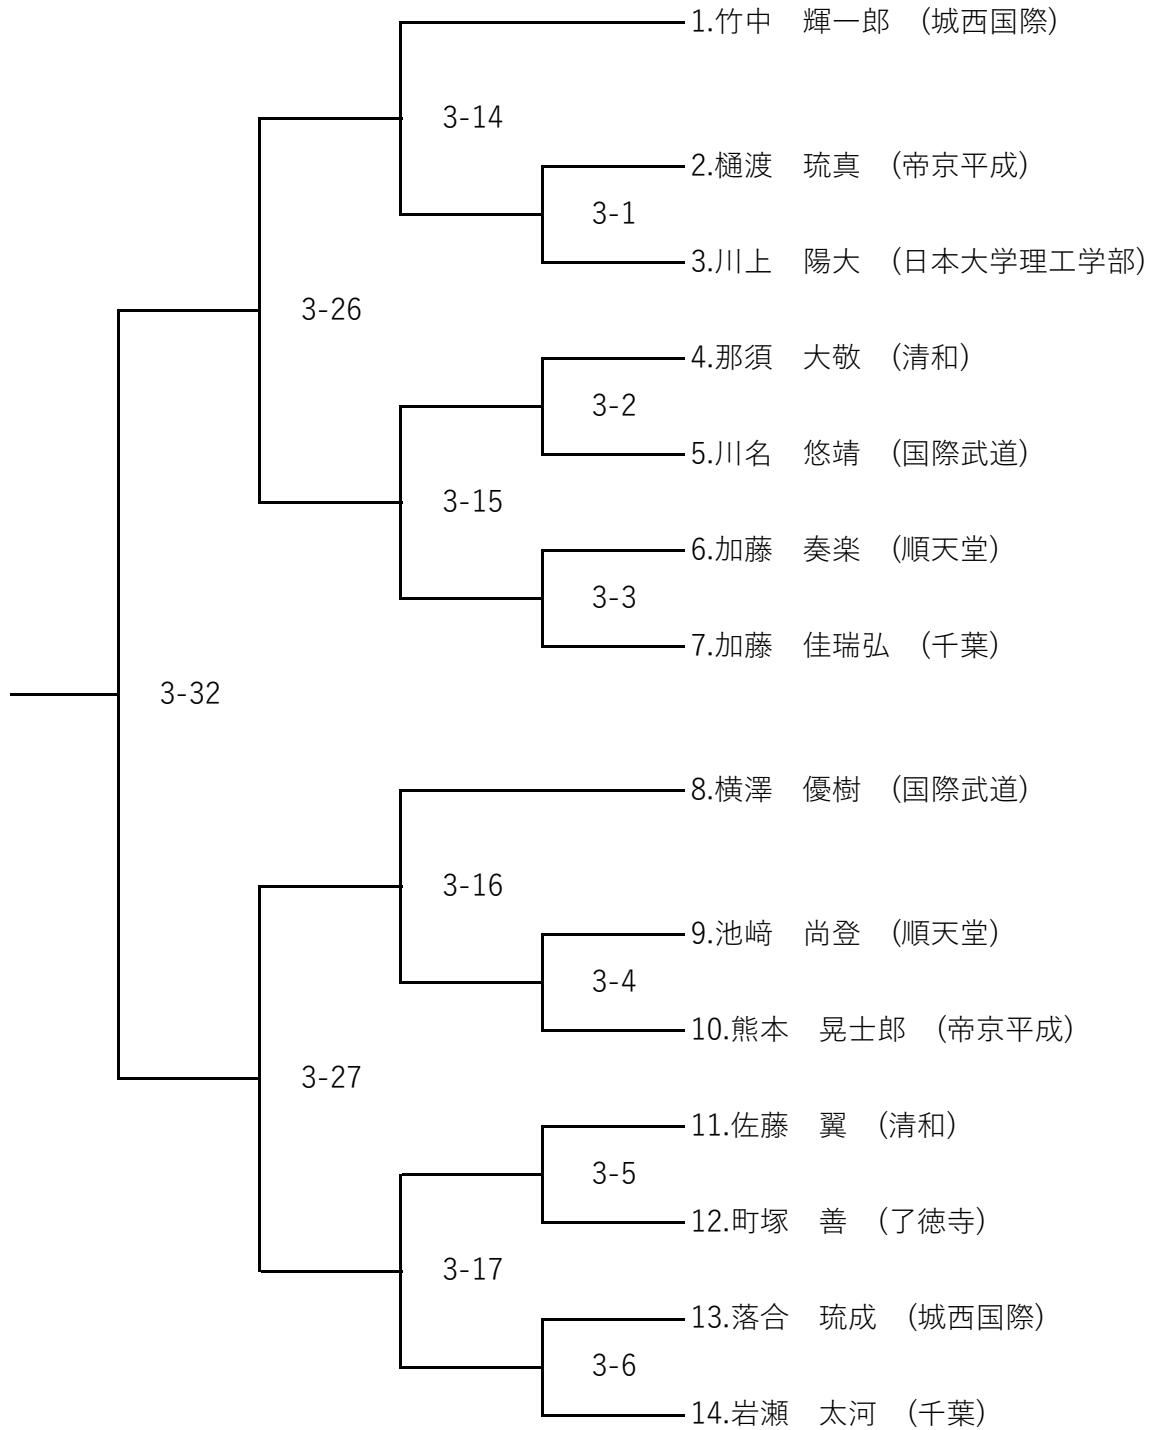 1.竹中　輝一郎　(城西国際)
3-14
2.樋渡　琉真　(帝京平成)
3-1
3.川上　陽大　(日本大学理工学部)
3-26
4.那須　大敬　(清和)
3-2
5.川名　悠靖　(国際武道)
3-15
6.加藤　奏楽　(順天堂)
3-3
7.加藤　佳瑞弘　(千葉)
3-32
8.横澤　優樹　(国際武道)
3-16
9.池﨑　尚登　(順天堂)
3-4
10.熊本　晃士郎　(帝京平成)
3-27
11.佐藤　翼　(清和)
3-5
12.町塚　善　(了徳寺)
3-17
13.落合　琉成　(城西国際)
3-6
14.岩瀬　太河　(千葉)